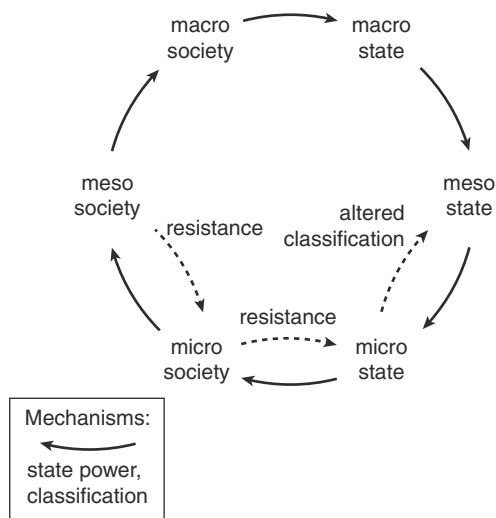 macro
society
macro
state
meso
society
meso
state
resistance
altered
classification
resistance
micro
society
micro
state
Mechanisms:
state power,
classification